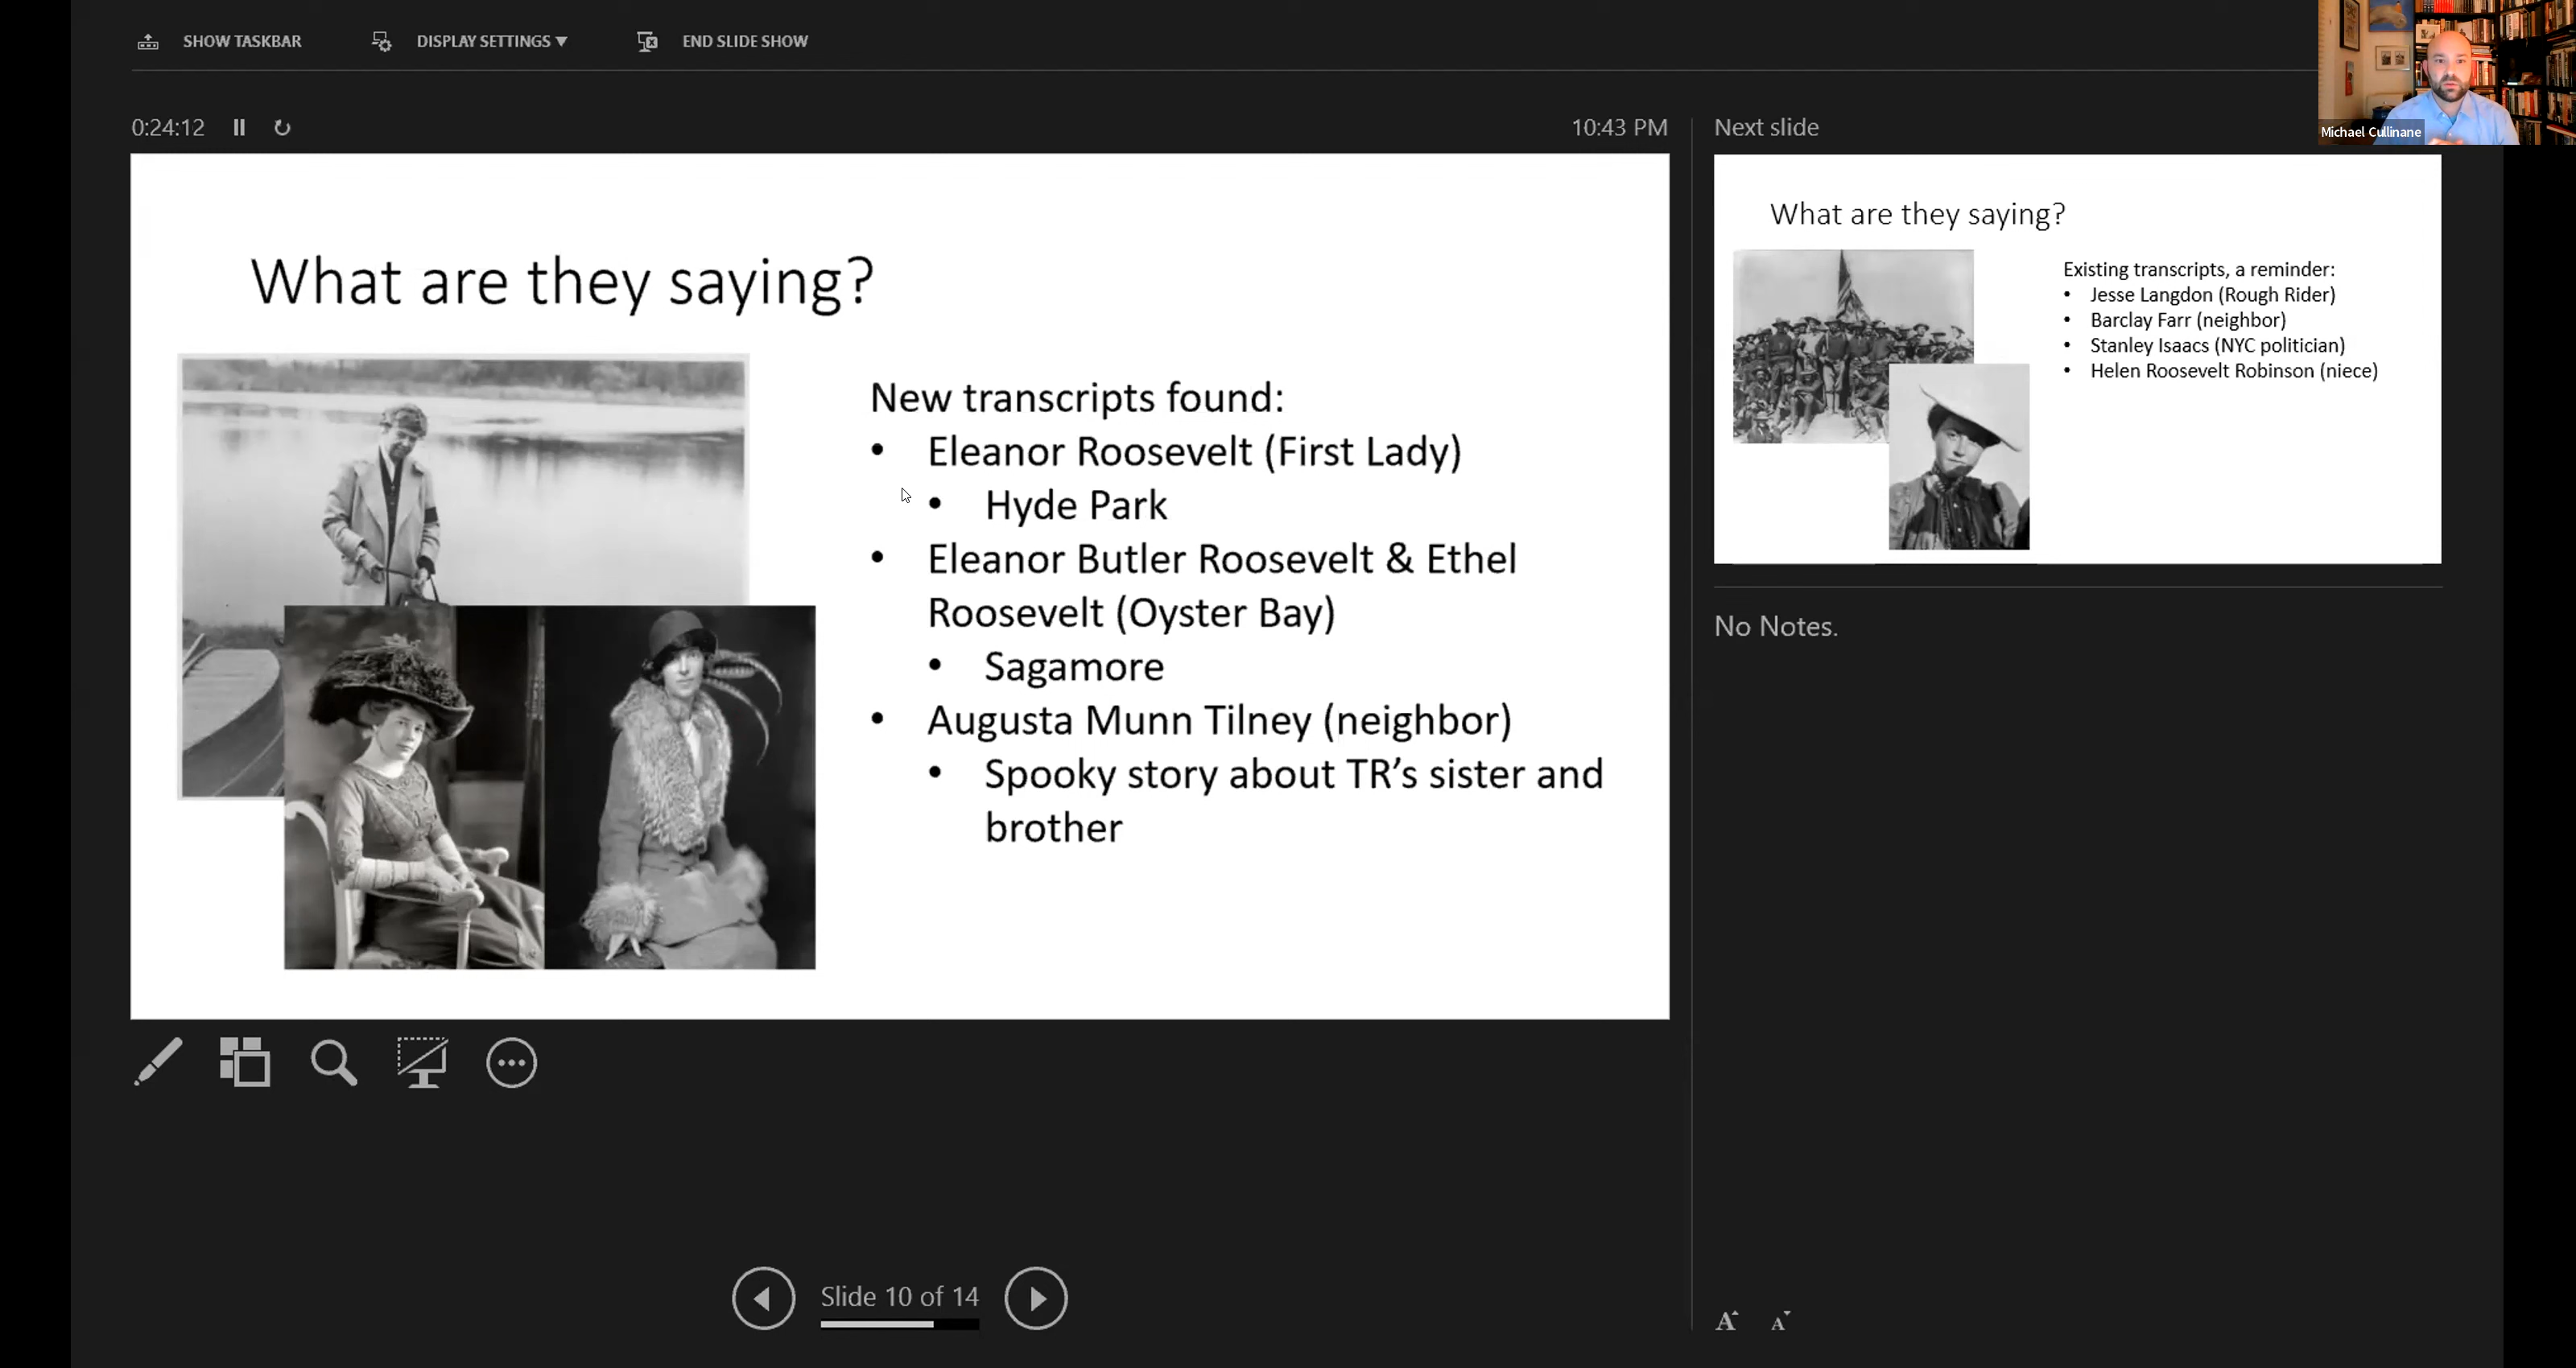 SHOW TASKBAR
DISPLAY SETTINGS ▼
END SLIDE SHOW
Michael Cullinane
0:24:12
10:43 PM
Next slide
What are they saying?
New transcripts found:
• Eleanor Roosevelt (First Lady)
• Hyde Park
• Eleanor Butler Roosevelt & Ethel
Roosevelt (Oyster Bay)
• Sagamore
• Augusta Munn Tilney (neighbor)
• Spooky story about TR’s sister and
brother
What are they saying?
Existing transcripts, a reminder:
• Jesse Langdon (Rough Rider)
• Barclay Farr (neighbor)
• Stanley Isaacs (NYC politician)
• Helen Roosevelt Robinson (niece)
No Notes.
Slide 10 of 14
A A